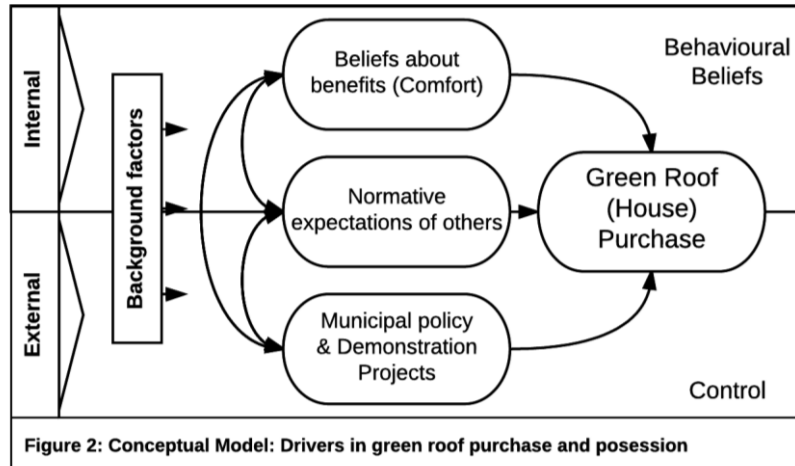 Internal
External
Background factors
Beliefs about
benefits (Comfort)
Normative
expectations of others
Municipal policy
& Demonstration
Projects
Green Roof
(House)
Purchase
Behavioural
Beliefs
Control
Figure 2: Conceptual Model: Drivers in green roof purchase and posession